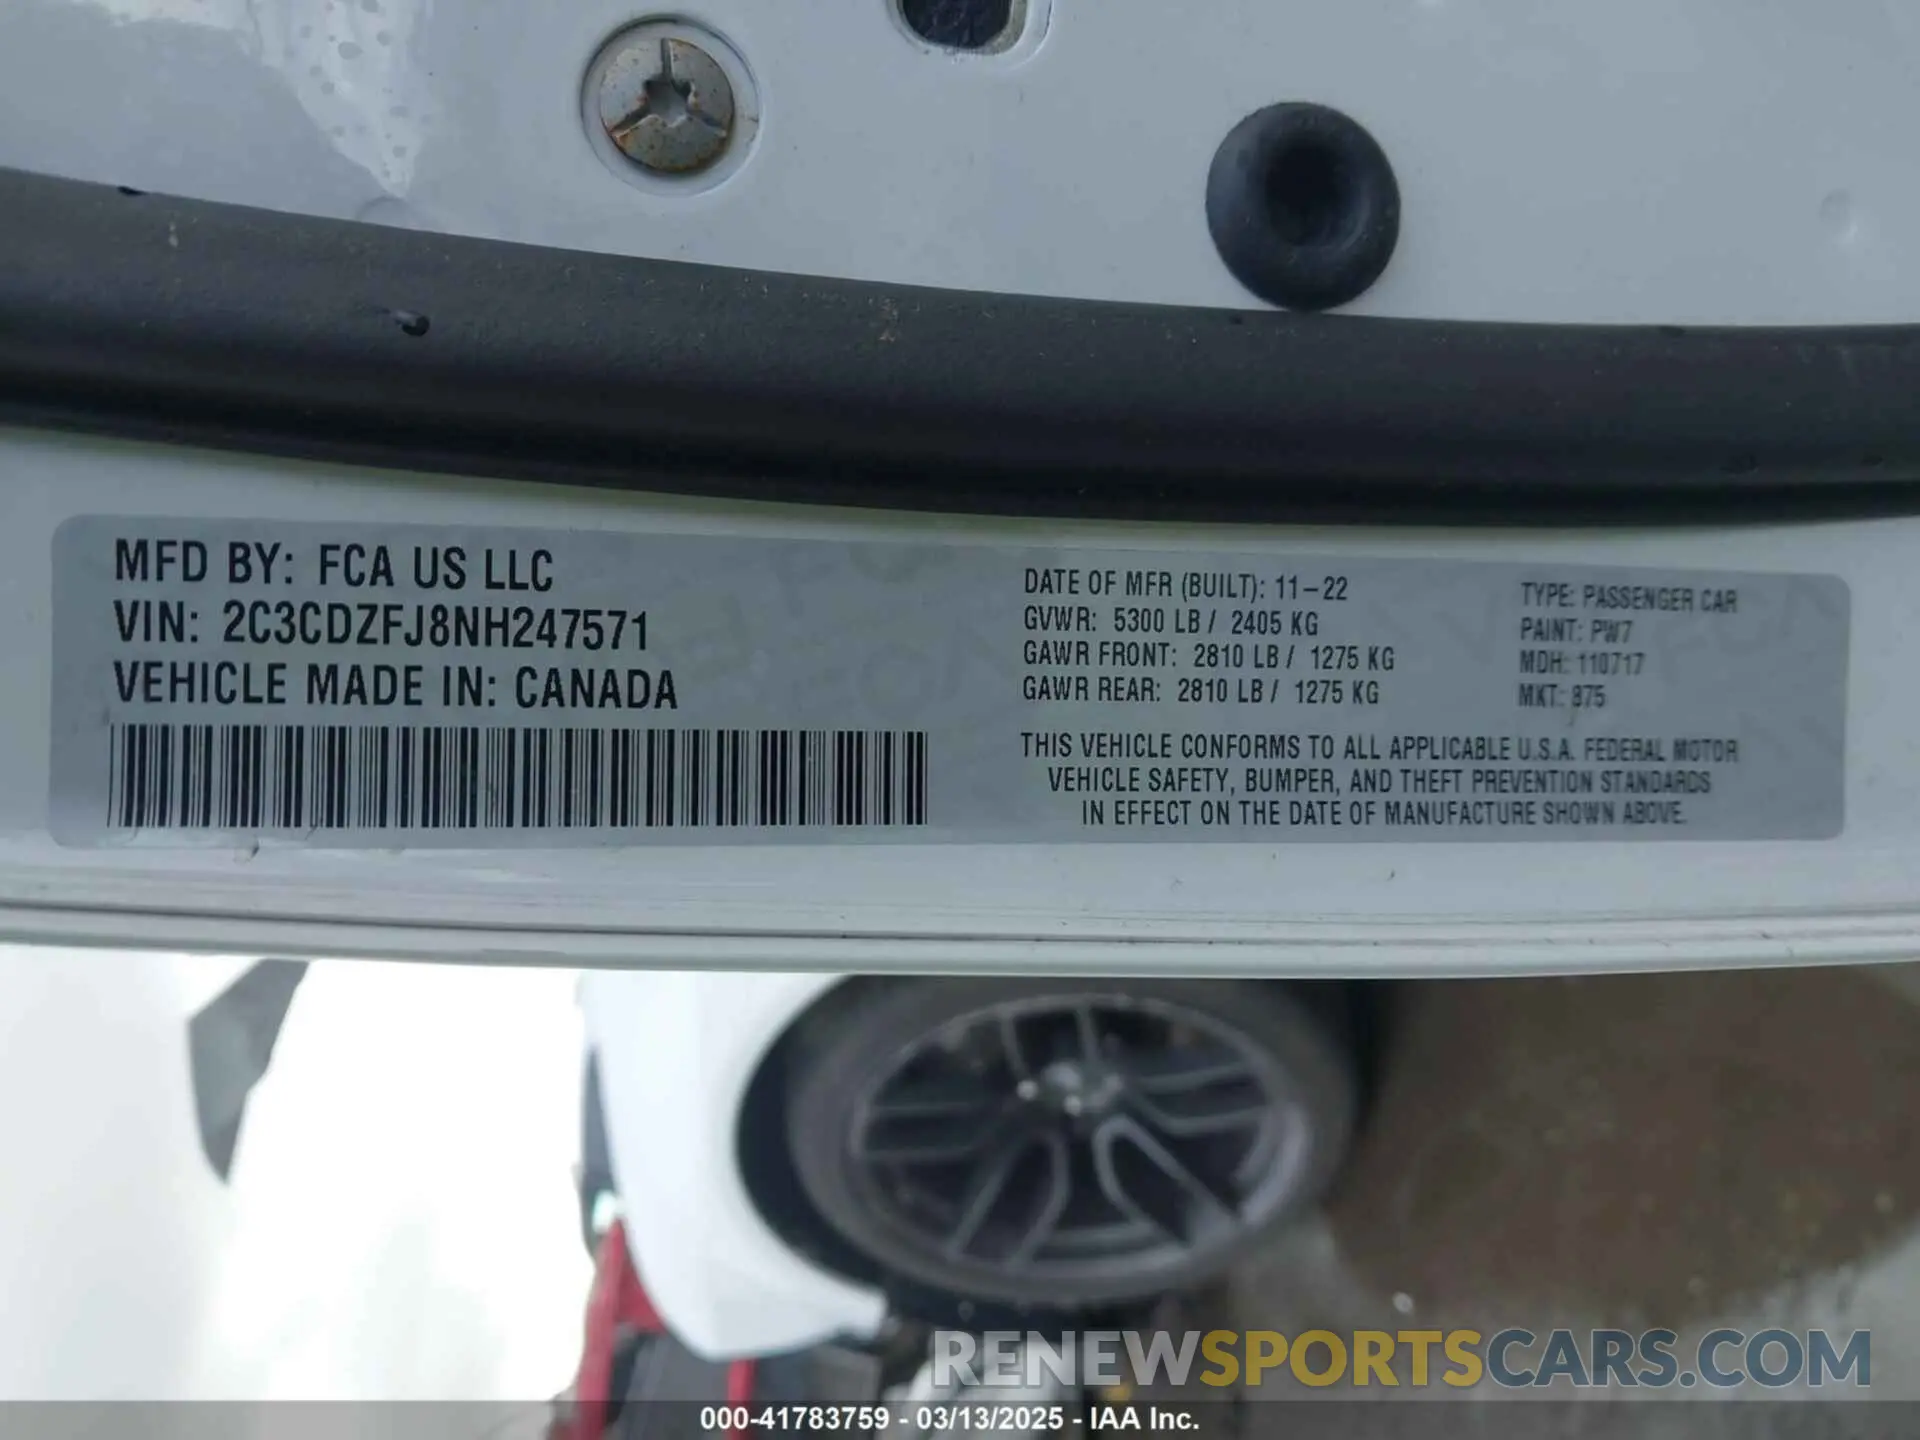 MFD BY: FCA US LLC
VIN: 2C3CDZFJ8NH247571
VEHICLE MADE IN: CANADA
DATE OF MFR (BUILT): 11-22
GVWR: 5300 LB / 2405 KG
GAWR FRONT: 2810 LB / 1275 KG
GAWR REAR: 2810 LB / 1275 KG
TYPE: PASSENGER CAR
PAINT: PW7
MDH: 110717
MKT: 875
THIS VEHICLE CONFORMS TO ALL APPLICABLE U.S.A. FEDERAL MOTOR
VEHICLE SAFETY, BUMPER, AND THEFT PREVENTION STANDARDS
IN EFFECT ON THE DATE OF MANUFACTURE SHOWN ABOVE.
RENEWSPORTSCARS.COM
000-41783759 - 03/13/2025 - IAA Inc.